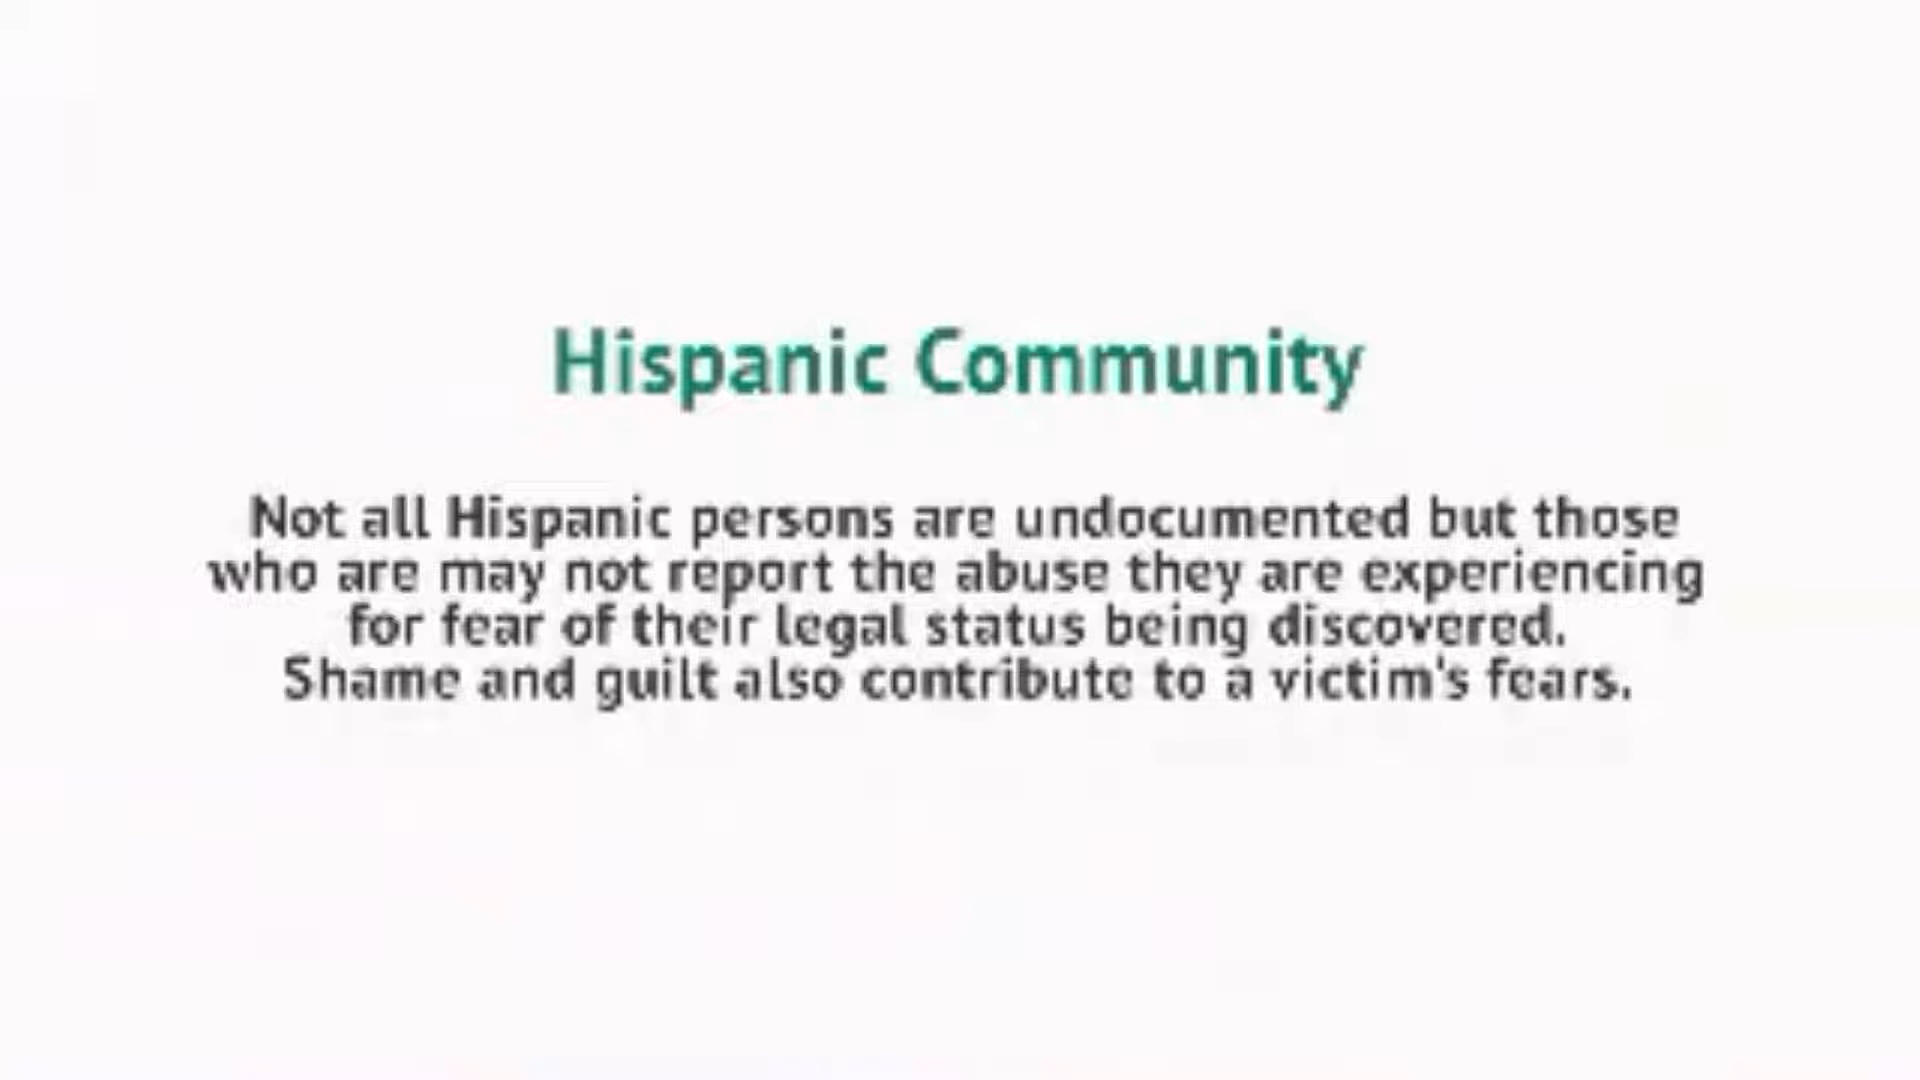 Hispanic Community
Not all Hispanic persons are undocumented but those
who are may not report the abuse they are experiencing
for fear of their legal status being discovered.
Shame and guilt also contribute to a victim's fears.